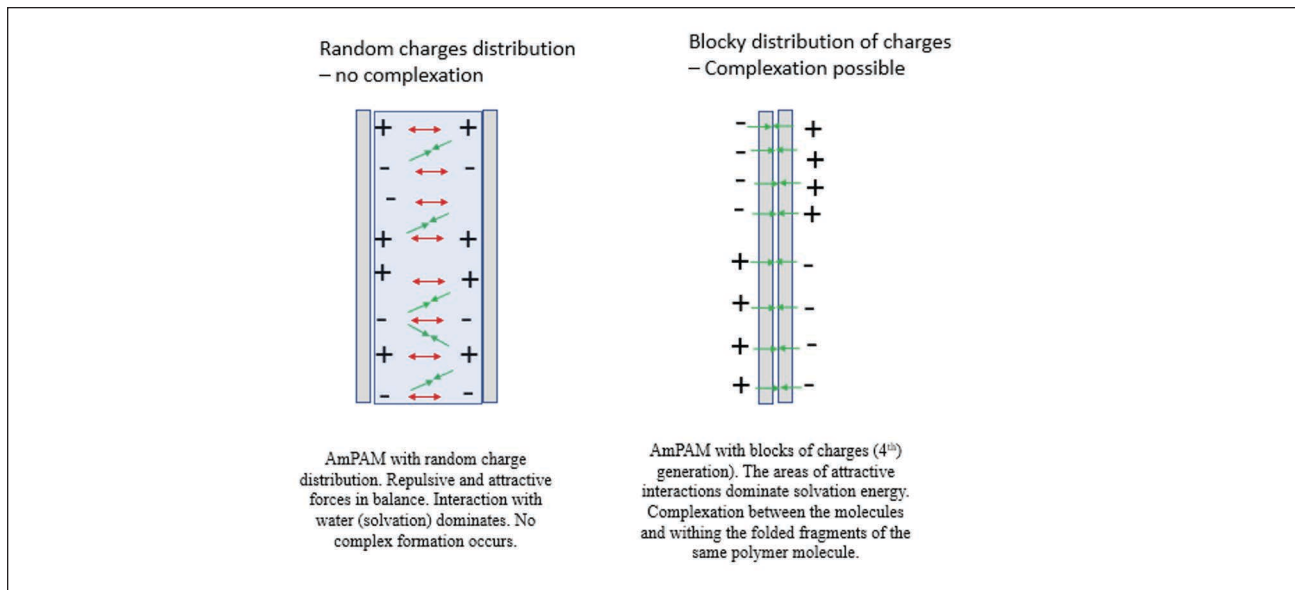 Random charges distribution
– no complexation
Blocky distribution of charges
– Complexation possible
+ +
- -
- -
+ +
+ +
- -
+ +
- -
- +
- +
- +
- +
+ -
+ -
+ -
+ -
AmPAM with random charge
distribution. Repulsive and attractive
forces in balance. Interaction with
water (solvation) dominates. No
complex formation occurs.
AmPAM with blocks of charges (4th)
generation). The areas of attractive
interactions dominate solvation energy.
Complexation between the molecules
and withing the folded fragments of the
same polymer molecule.